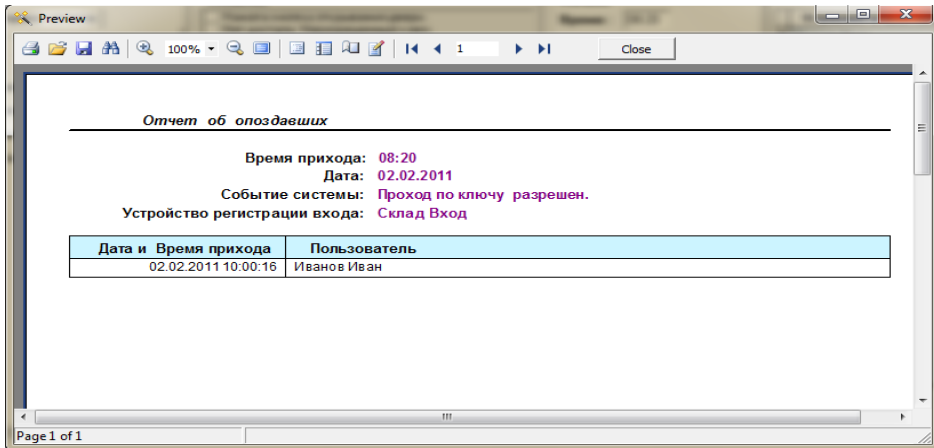 Preview
100%
1
Close
Отчет об опоздавших
Время прихода: 08:20
Дата: 02.02.2011
Событие системы: Проход по ключу разрешен.
Устройство регистрации входа: Склад Вход
Дата и Время прихода Пользователь
02.02.2011 10:00:16 Иванов Иван
Page 1 of 1